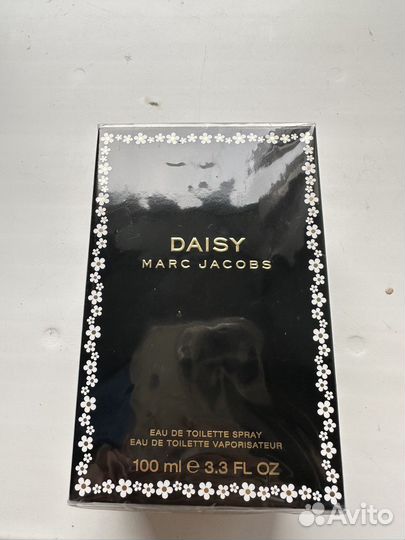 DAISY
MARC JACOBS
EAU DE TOILETTE SPRAY
EAU DE TOILETTE VAPORISATEUR
100 ml ℮ 3.3 FL OZ
Avito